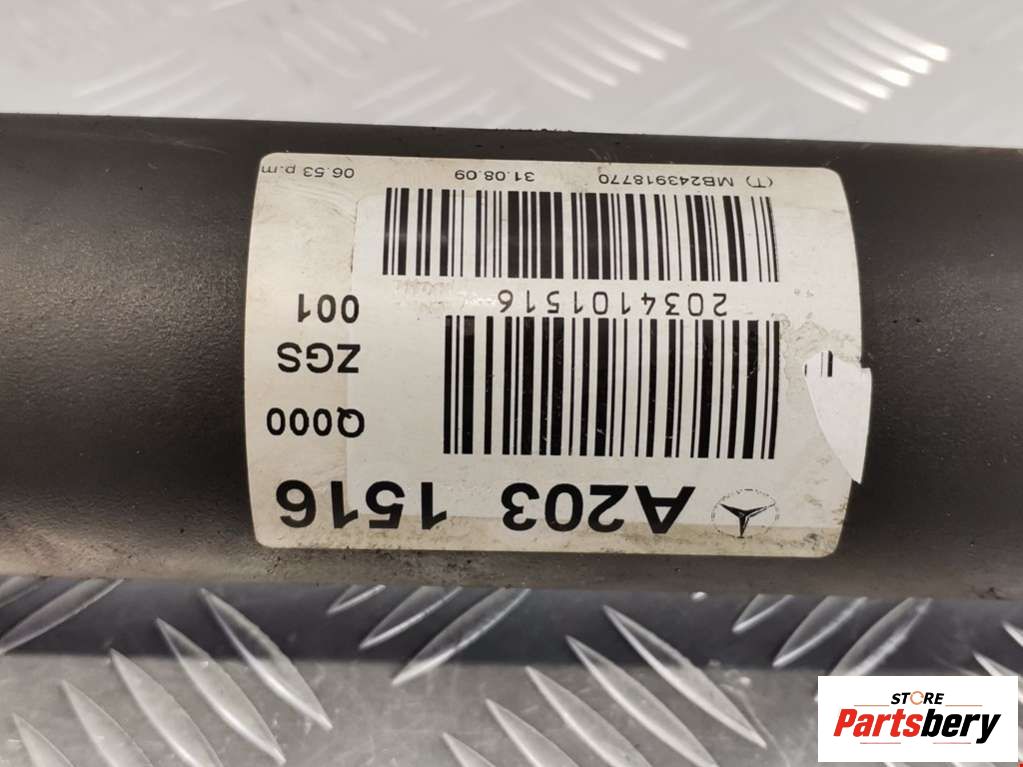 A203 1516
Q000
ZGS
001
2034101516
(T) MB243918770 31.08.09 06.53 p.m
STORE
Partsbery